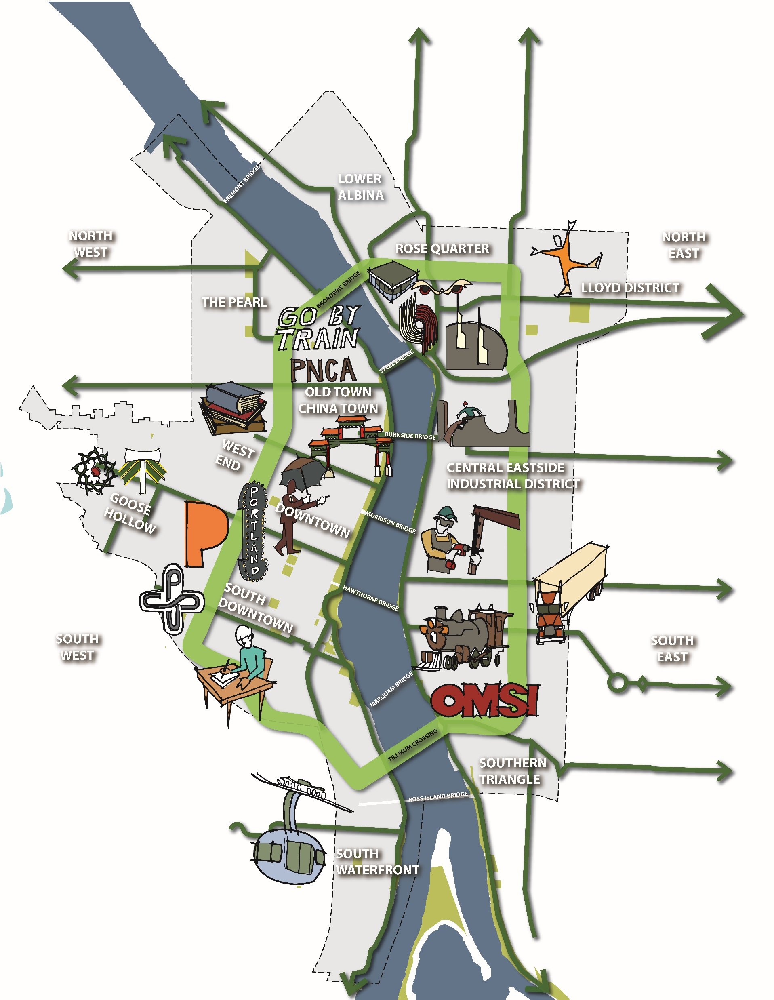 LOWER
ALBINA
FREMONT BRIDGE
NORTH
WEST
NORTH
EAST
ROSE QUARTER
LLOYD DISTRICT
THE PEARL
BROADWAY BRIDGE
GO BY
TRAIN
PNCA
STEEL BRIDGE
OLD TOWN
CHINA TOWN
BURNSIDE BRIDGE
WEST
END
CENTRAL EASTSIDE
INDUSTRIAL DISTRICT
GOOSE
HOLLOW
P
PORTLAND
DOWNTOWN
MORRISON BRIDGE
SOUTH
DOWNTOWN
HAWTHORNE BRIDGE
SOUTH
WEST
SOUTH
EAST
MARQUAM BRIDGE
OMSI
TILLIKUM CROSSING
SOUTHERN
TRIANGLE
ROSS ISLAND BRIDGE
SOUTH
WATERFRONT